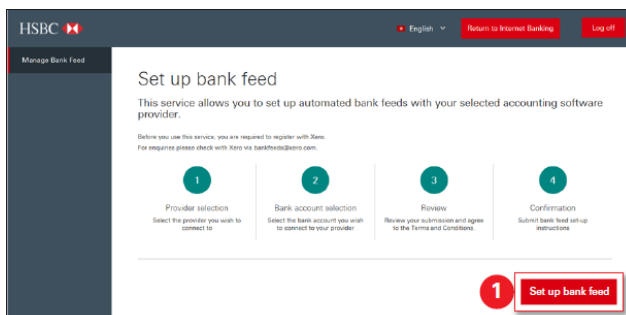 HSBC
English
Return to Internet Banking
Log off
Manage Bank Feed
Set up bank feed
This service allows you to set up automated bank feeds with your selected accounting software
provider.
Before you use this service, you are required to register with Xero.
For enquires please check with Xero via bankfeeds@xero.com.
1
2
3
4
Provider selection
Bank account selection
Review
Confirmation
Select the provider you wish to
connect to
Select the bank account you wish
to connect to your provider
Review your submission and agree
to the Terms and Conditions.
Submit bank feed set-up
instructions
1
Set up bank feed